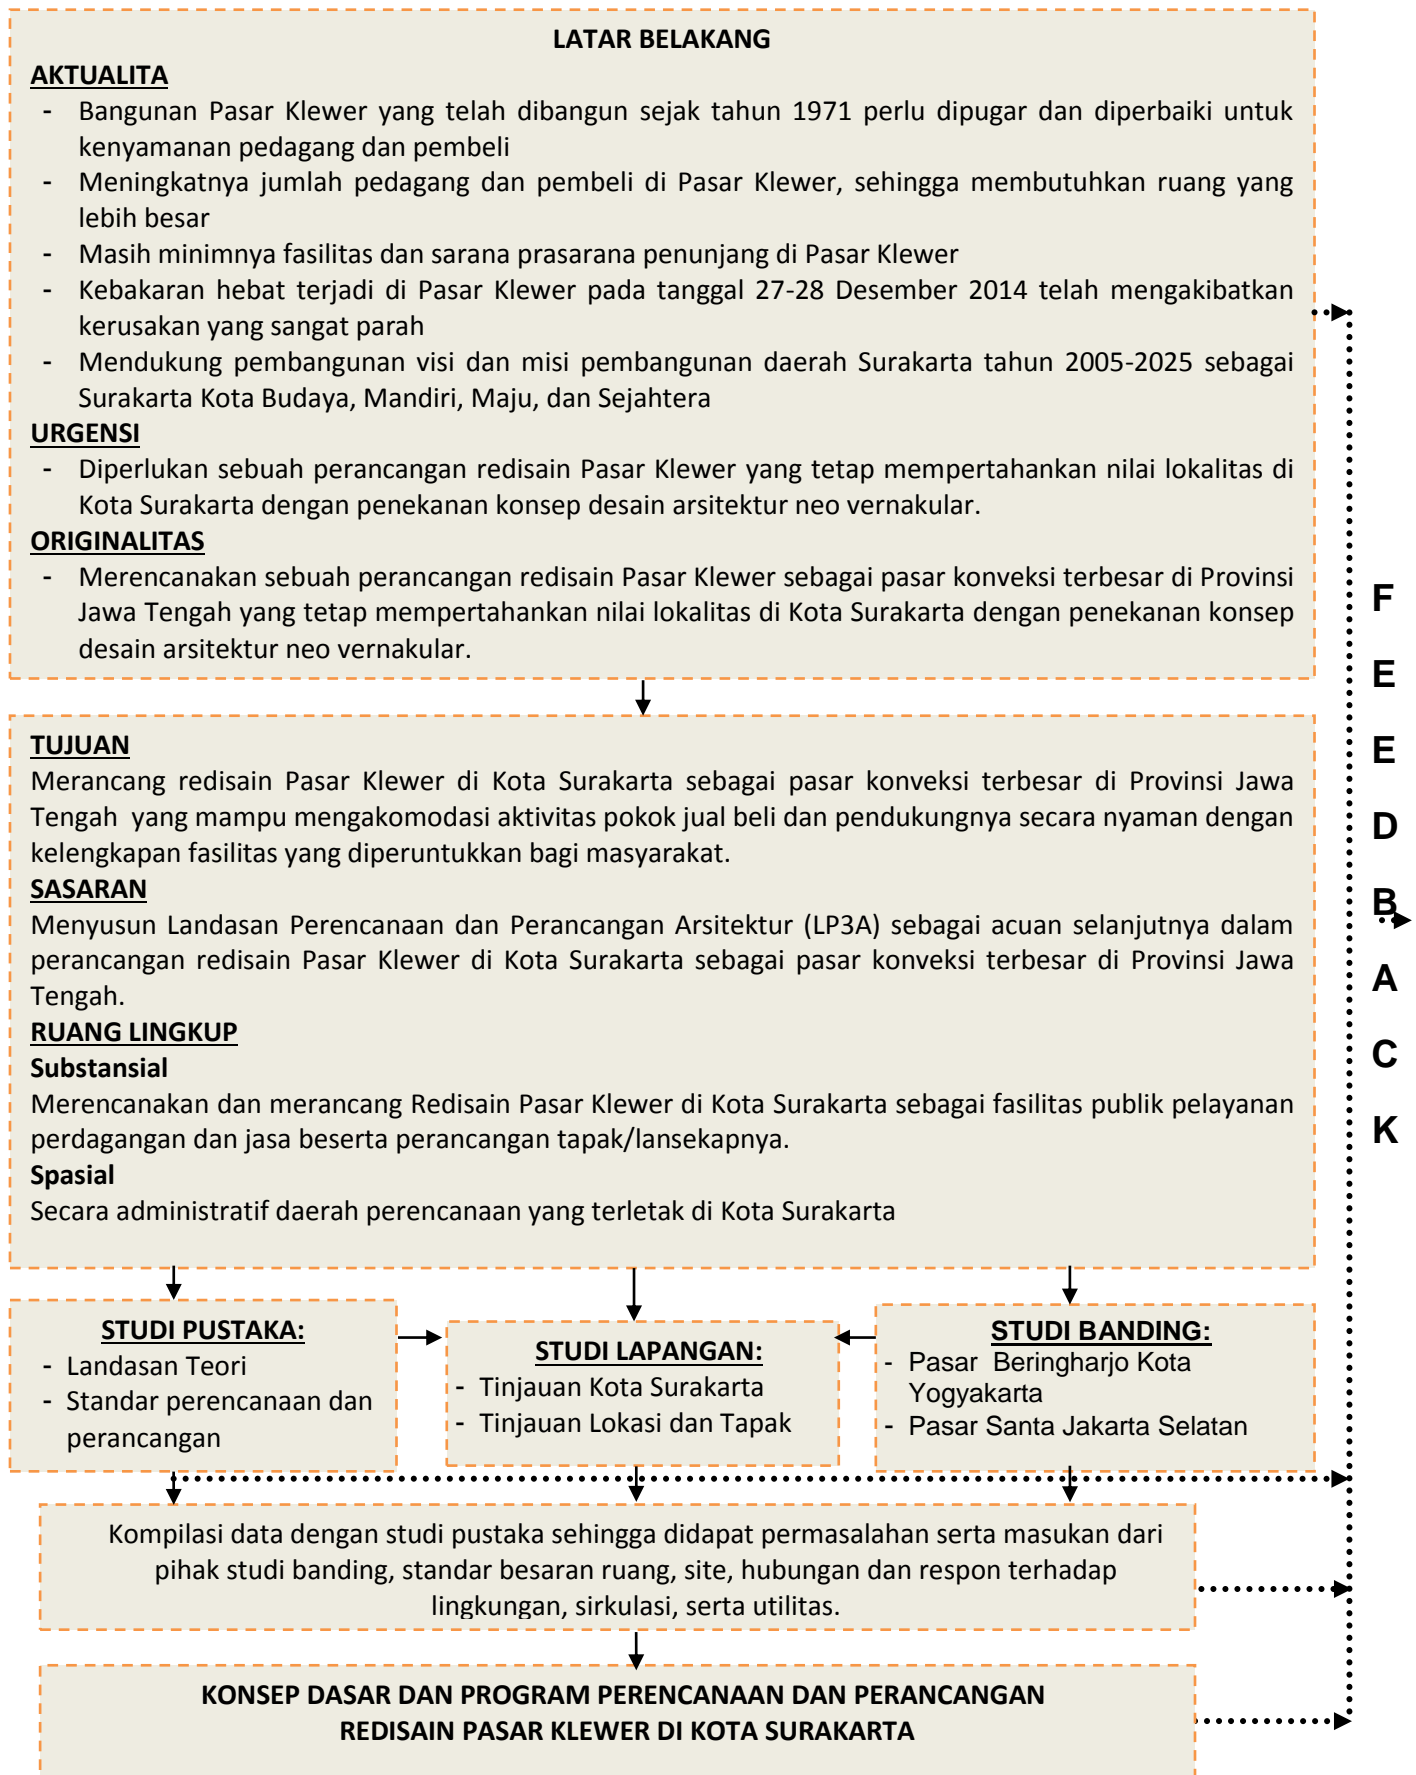 LATAR BELAKANG
AKTUALITA
- Bangunan Pasar Klewer yang telah dibangun sejak tahun 1971 perlu dipugar dan diperbaiki untuk
kenyamanan pedagang dan pembeli
- Meningkatnya jumlah pedagang dan pembeli di Pasar Klewer, sehingga membutuhkan ruang yang
lebih besar
- Masih minimnya fasilitas dan sarana prasarana penunjang di Pasar Klewer
- Kebakaran hebat terjadi di Pasar Klewer pada tanggal 27-28 Desember 2014 telah mengakibatkan
kerusakan yang sangat parah
- Mendukung pembangunan visi dan misi pembangunan daerah Surakarta tahun 2005-2025 sebagai
Surakarta Kota Budaya, Mandiri, Maju, dan Sejahtera
URGENSI
- Diperlukan sebuah perancangan redisain Pasar Klewer yang tetap mempertahankan nilai lokalitas di
Kota Surakarta dengan penekanan konsep desain arsitektur neo vernakular.
ORIGINALITAS
- Merencanakan sebuah perancangan redisain Pasar Klewer sebagai pasar konveksi terbesar di Provinsi
Jawa Tengah yang tetap mempertahankan nilai lokalitas di Kota Surakarta dengan penekanan konsep
desain arsitektur neo vernakular.
TUJUAN
Merancang redisain Pasar Klewer di Kota Surakarta sebagai pasar konveksi terbesar di Provinsi Jawa
Tengah yang mampu mengakomodasi aktivitas pokok jual beli dan pendukungnya secara nyaman dengan
kelengkapan fasilitas yang diperuntukkan bagi masyarakat.
SASARAN
Menyusun Landasan Perencanaan dan Perancangan Arsitektur (LP3A) sebagai acuan selanjutnya dalam
perancangan redisain Pasar Klewer di Kota Surakarta sebagai pasar konveksi terbesar di Provinsi Jawa
Tengah.
RUANG LINGKUP
Substansial
Merencanakan dan merancang Redisain Pasar Klewer di Kota Surakarta sebagai fasilitas publik pelayanan
perdagangan dan jasa beserta perancangan tapak/lansekapnya.
Spasial
Secara administratif daerah perencanaan yang terletak di Kota Surakarta
STUDI PUSTAKA:
- Landasan Teori
- Standar perencanaan dan
perancangan
STUDI LAPANGAN:
- Tinjauan Kota Surakarta
- Tinjauan Lokasi dan Tapak
STUDI BANDING:
- Pasar Beringharjo Kota
Yogyakarta
- Pasar Santa Jakarta Selatan
Kompilasi data dengan studi pustaka sehingga didapat permasalahan serta masukan dari
pihak studi banding, standar besaran ruang, site, hubungan dan respon terhadap
lingkungan, sirkulasi, serta utilitas.
KONSEP DASAR DAN PROGRAM PERENCANAAN DAN PERANCANGAN
REDISAIN PASAR KLEWER DI KOTA SURAKARTA
F
E
E
D
B
A
C
K